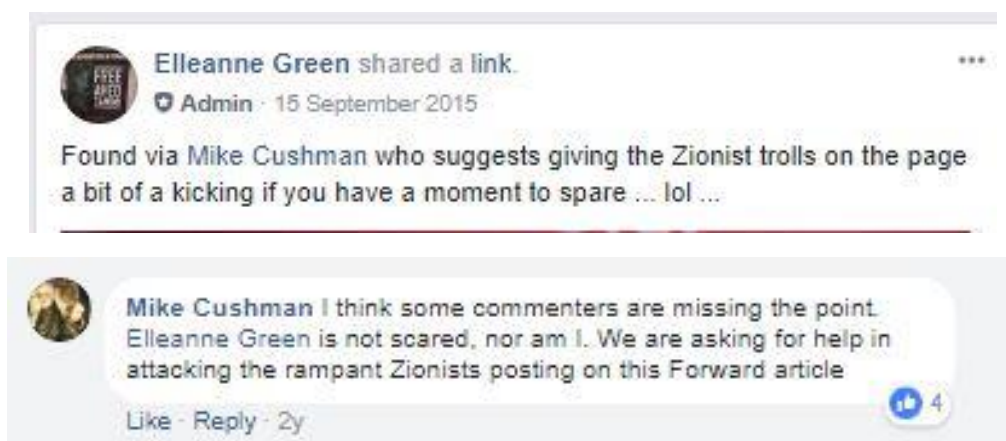 Elleanne Green shared a link.
Admin · 15 September 2015
Found via Mike Cushman who suggests giving the Zionist trolls on the page
a bit of a kicking if you have a moment to spare ... lol ...
Mike Cushman I think some commenters are missing the point.
Elleanne Green is not scared, nor am I. We are asking for help in
attacking the rampant Zionists posting on this Forward article
4
Like · Reply · 2y